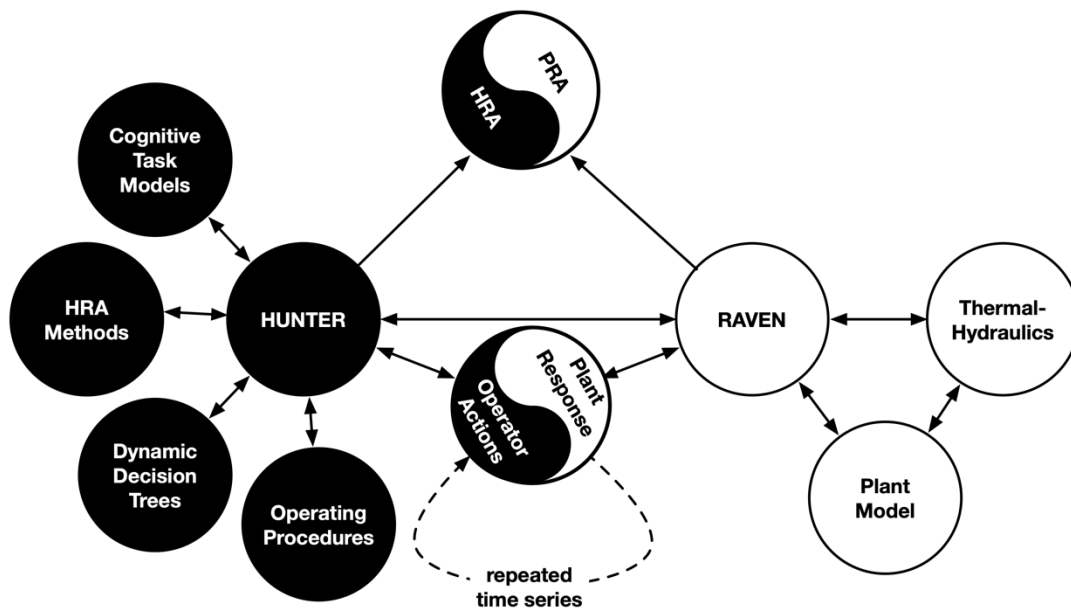 PRA
HRA
Cognitive
Task
Models
HRA
Methods
HUNTER
RAVEN
Thermal-
Hydraulics
Plant
Response
Operator
Actions
Dynamic
Decision
Trees
Operating
Procedures
Plant
Model
repeated
time series